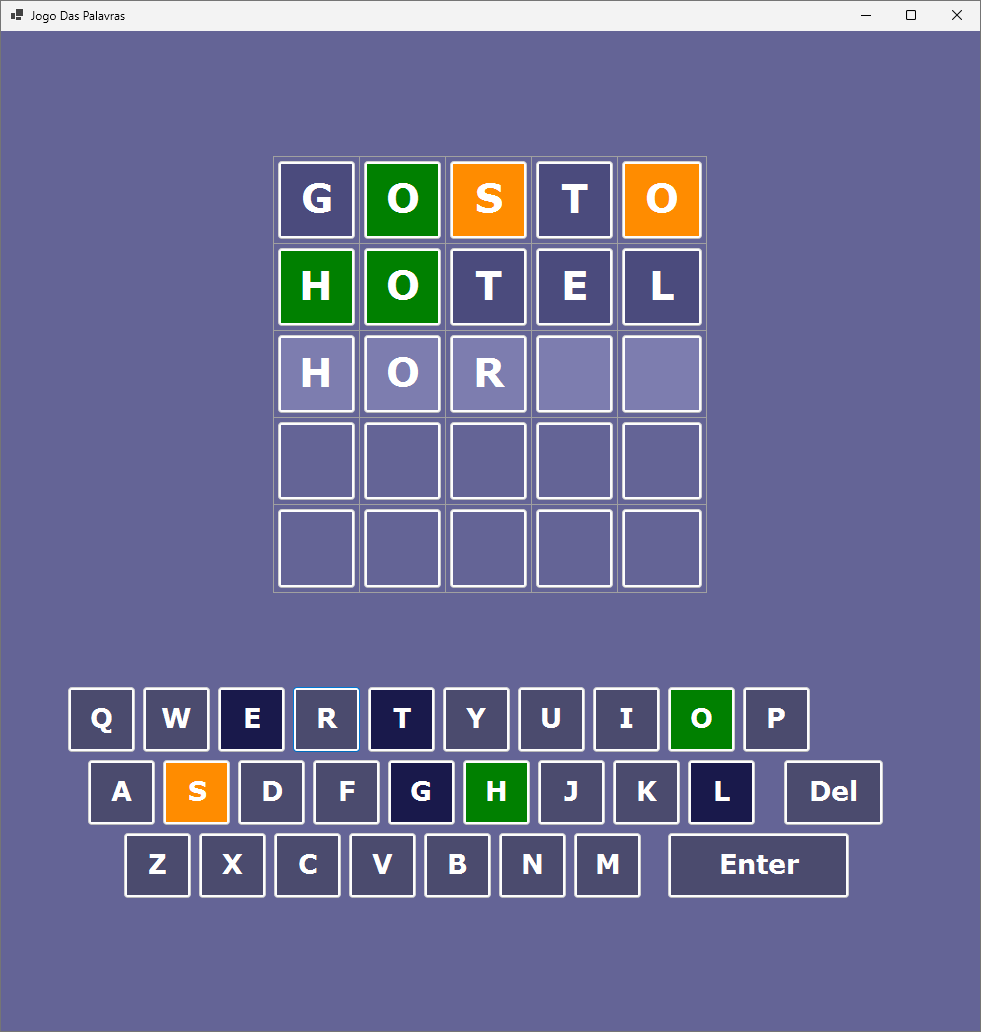 Jogo Das Palavras
G O S T O
H O T E L
H O R
Q W E R T Y U I O P
A S D F G H J K L Del
Z X C V B N M Enter